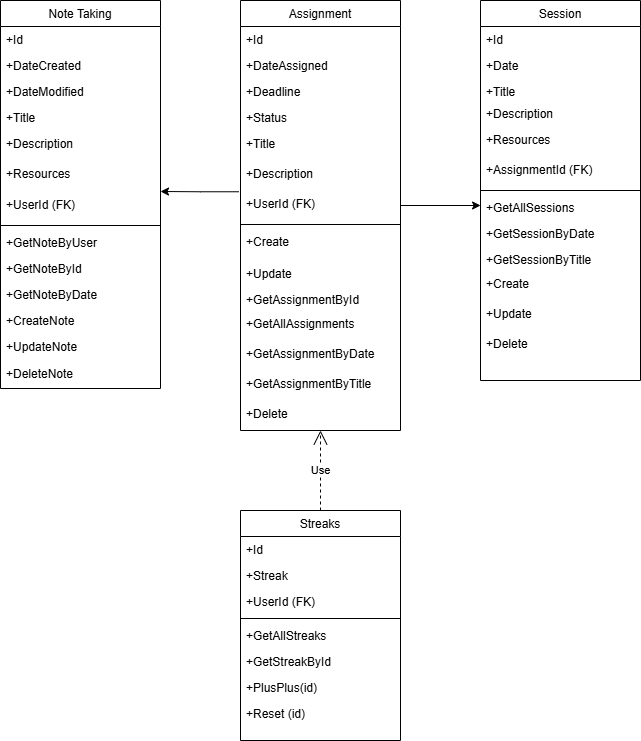 Note Taking
+Id
+DateCreated
+DateModified
+Title
+Description
+Resources
+UserId (FK)
+GetNoteByUser
+GetNoteById
+GetNoteByDate
+CreateNote
+UpdateNote
+DeleteNote
Assignment
+Id
+DateAssigned
+Deadline
+Status
+Title
+Description
+UserId (FK)
+Create
+Update
+GetAssignmentById
+GetAllAssignments
+GetAssignmentByDate
+GetAssignmentByTitle
+Delete
Session
+Id
+Date
+Title
+Description
+Resources
+AssignmentId (FK)
+GetAllSessions
+GetSessionByDate
+GetSessionByTitle
+Create
+Update
+Delete
Use
Streaks
+Id
+Streak
+UserId (FK)
+GetAllStreaks
+GetStreakById
+PlusPlus(id)
+Reset (id)